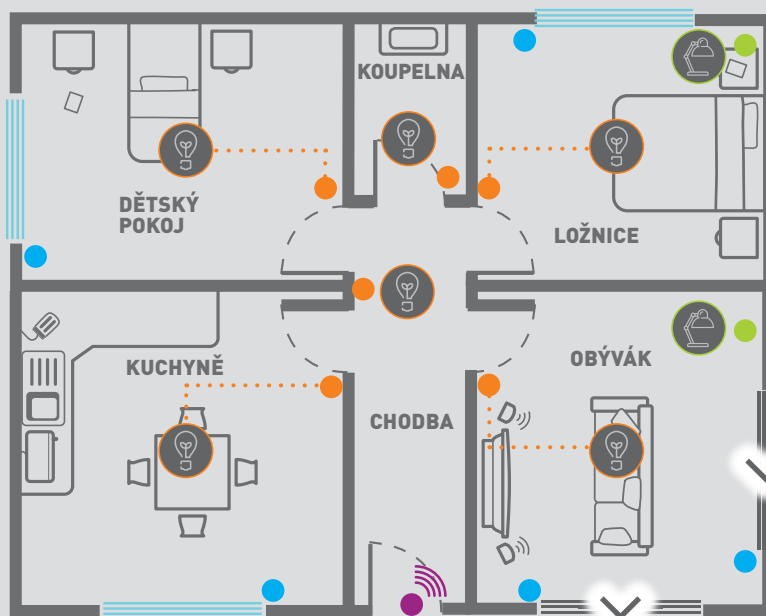 KOUPELNA
DĚTSKÝ
POKOJ
LOŽNICE
KUCHYNĚ
OBÝVÁK
CHODBA